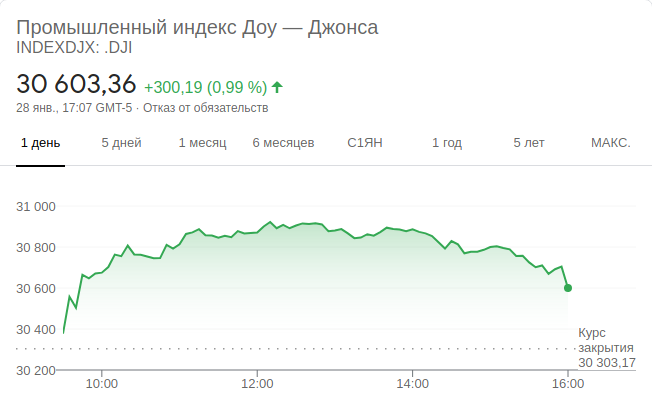 Промышленный индекс Доу — Джонса
INDEXDJX: .DJI
30 603,36 +300,19 (0,99 %)
28 янв., 17:07 GMT-5 · Отказ от обязательств
1 день 5 дней 1 месяц 6 месяцев С1ЯН 1 год 5 лет МАКС.
31 000
30 800
30 600
30 400
Курс
закрытия
30 303,17
30 200
10:00 12:00 14:00 16:00